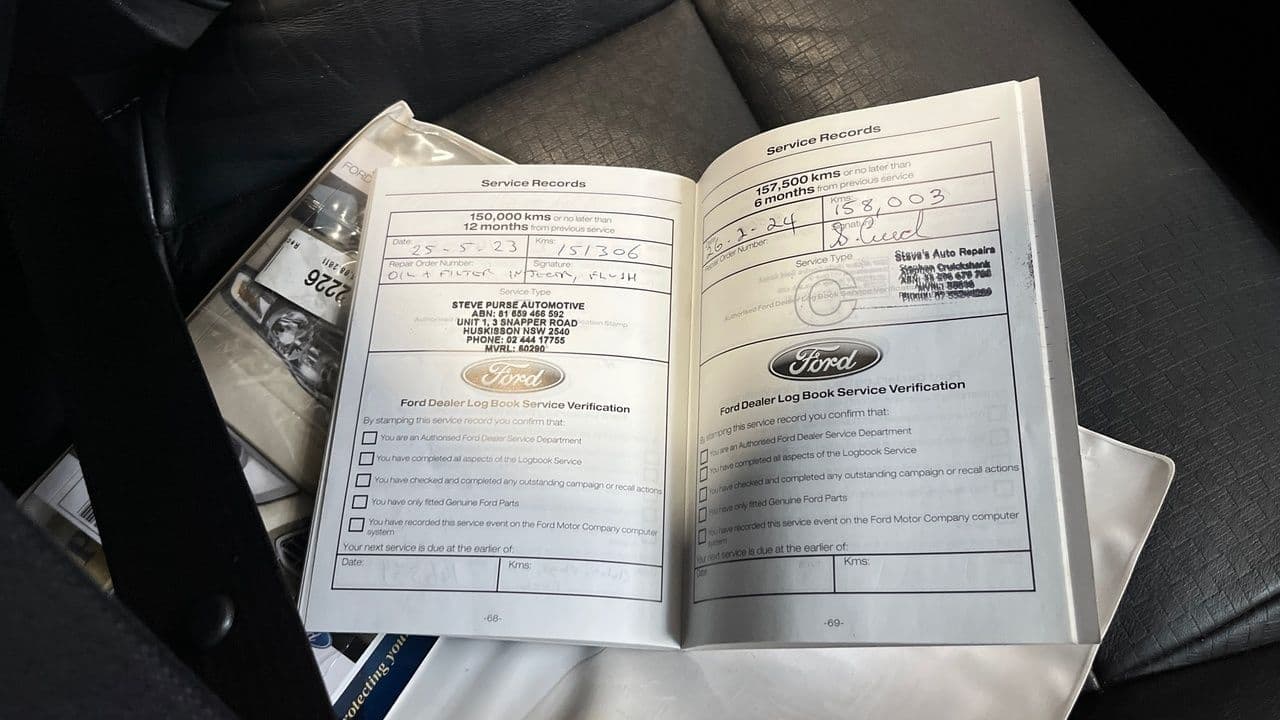 FORD
2226
Service Records
150,000 kms or no later than
12 months from previous service
Date: 25-5-23 Kms: 151306
Repair Order Number: Signature:
OIL + FILTER INJECTOR, FLUSH
Service Type
STEVE PURSE AUTOMOTIVE
ABN: 81 659 466 592
UNIT 1, 3 SNAPPER ROAD
HUSKISSON NSW 2540
PHONE: 02 444 17755
MVRL: 60290
Ford
Ford Dealer Log Book Service Verification
By stamping this service record you confirm that:
You are an Authorised Ford Dealer Service Department
You have completed all aspects of the Logbook Service
You have checked and completed any outstanding campaign or recall actions
You have only fitted Genuine Ford Parts
You have recorded this service event on the Ford Motor Company computer
system
Your next service is due at the earlier of:
Date: Kms:
-68-
Service Records
157,500 kms or no later than
6 months from previous service
Kms: 158,003
2-24
Repair Order Number: Signature
Service Type
Steve's Auto Repairs
Stephen Cruickshank
C
Authorised Ford Dealer Log Book Service Verification
Ford
Ford Dealer Log Book Service Verification
By stamping this service record you confirm that:
You are an Authorised Ford Dealer Service Department
You have completed all aspects of the Logbook Service
You have checked and completed any outstanding campaign or recall actions
You have only fitted Genuine Ford Parts
You have recorded this service event on the Ford Motor Company computer
system
Your next service is due at the earlier of:
Date Kms:
-69-
otecting you